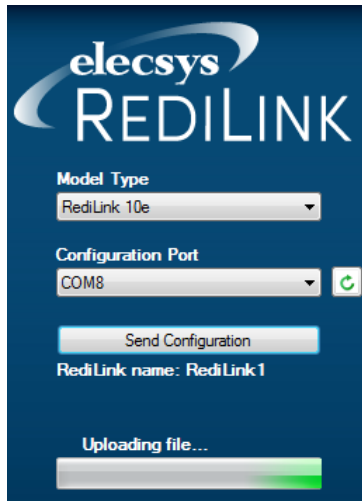 elecsys
REDILINK
Model Type
RediLink 10e
Configuration Port
COM8
Send Configuration
RediLink name: RediLink1
Uploading file...